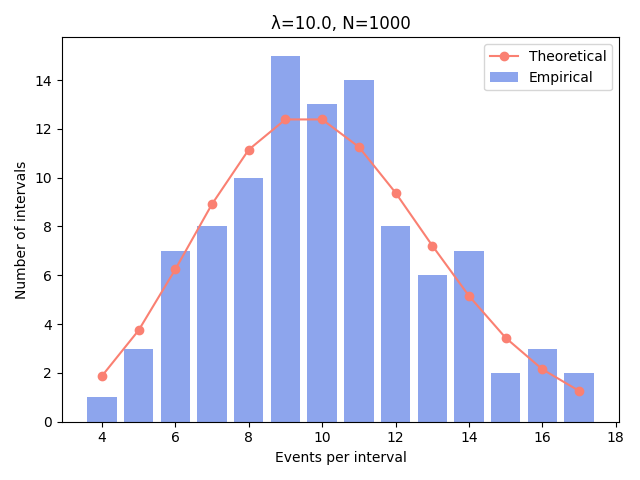 λ=10.0, N=1000
Theoretical
Empirical
14
12
10
8
6
4
2
0
Number of intervals
4 6 8 10 12 14 16 18
Events per interval